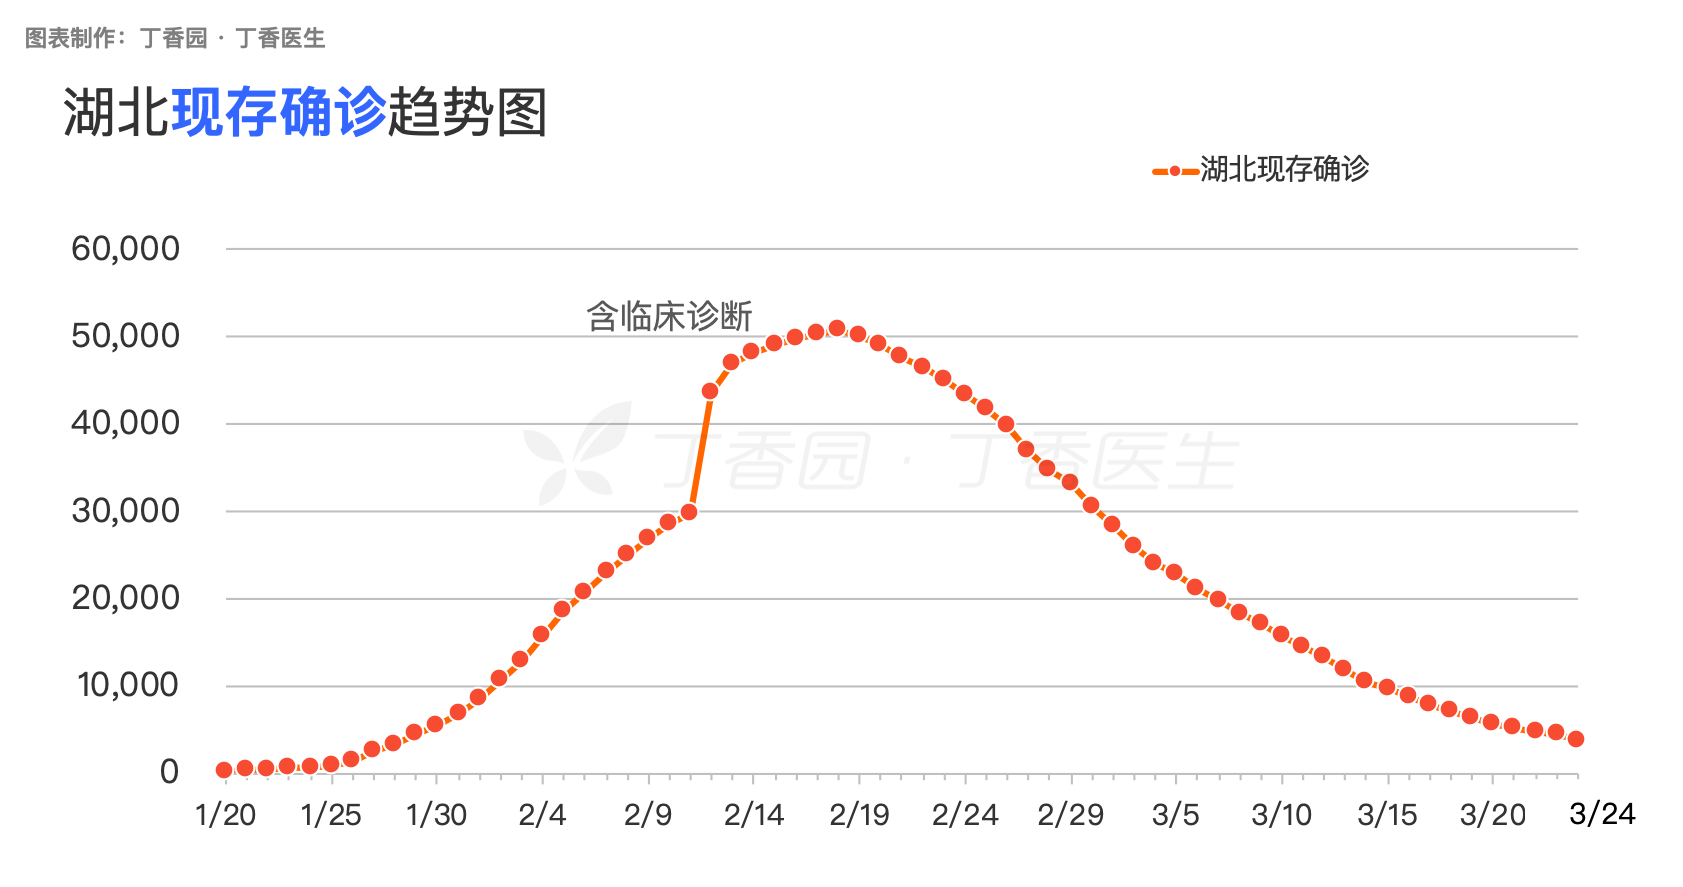 图表制作：丁香园 · 丁香医生
湖北现存确诊趋势图
湖北现存确诊
60,000
50,000
40,000
30,000
20,000
10,000
0
含临床诊断
丁香园 · 丁香医生
1/20 1/25 1/30 2/4 2/9 2/14 2/19 2/24 2/29 3/5 3/10 3/15 3/20 3/24